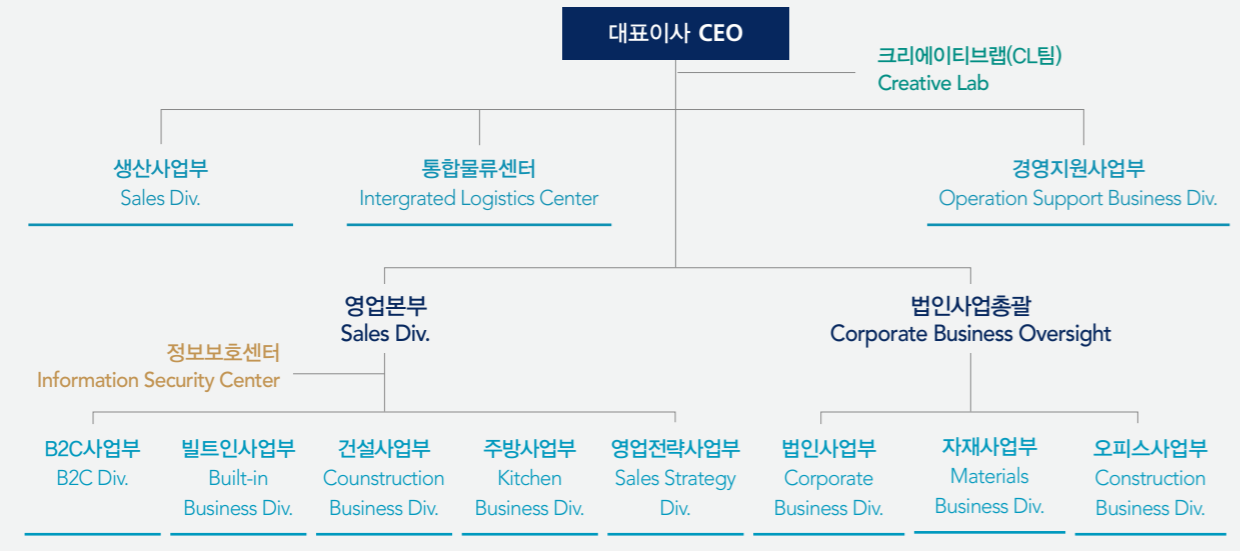 대표이사 CEO
크리에이티브랩(CL팀)
Creative Lab
생산사업부
Sales Div.
통합물류센터
Intergrated Logistics Center
경영지원사업부
Operation Support Business Div.
영업본부
Sales Div.
법인사업총괄
Corporate Business Oversight
정보보호센터
Information Security Center
B2C사업부
B2C Div.
빌트인사업부
Built-in
Business Div.
건설사업부
Counstruction
Business Div.
주방사업부
Kitchen
Business Div.
영업전략사업부
Sales Strategy
Div.
법인사업부
Corporate
Business Div.
자재사업부
Materials
Business Div.
오피스사업부
Construction
Business Div.